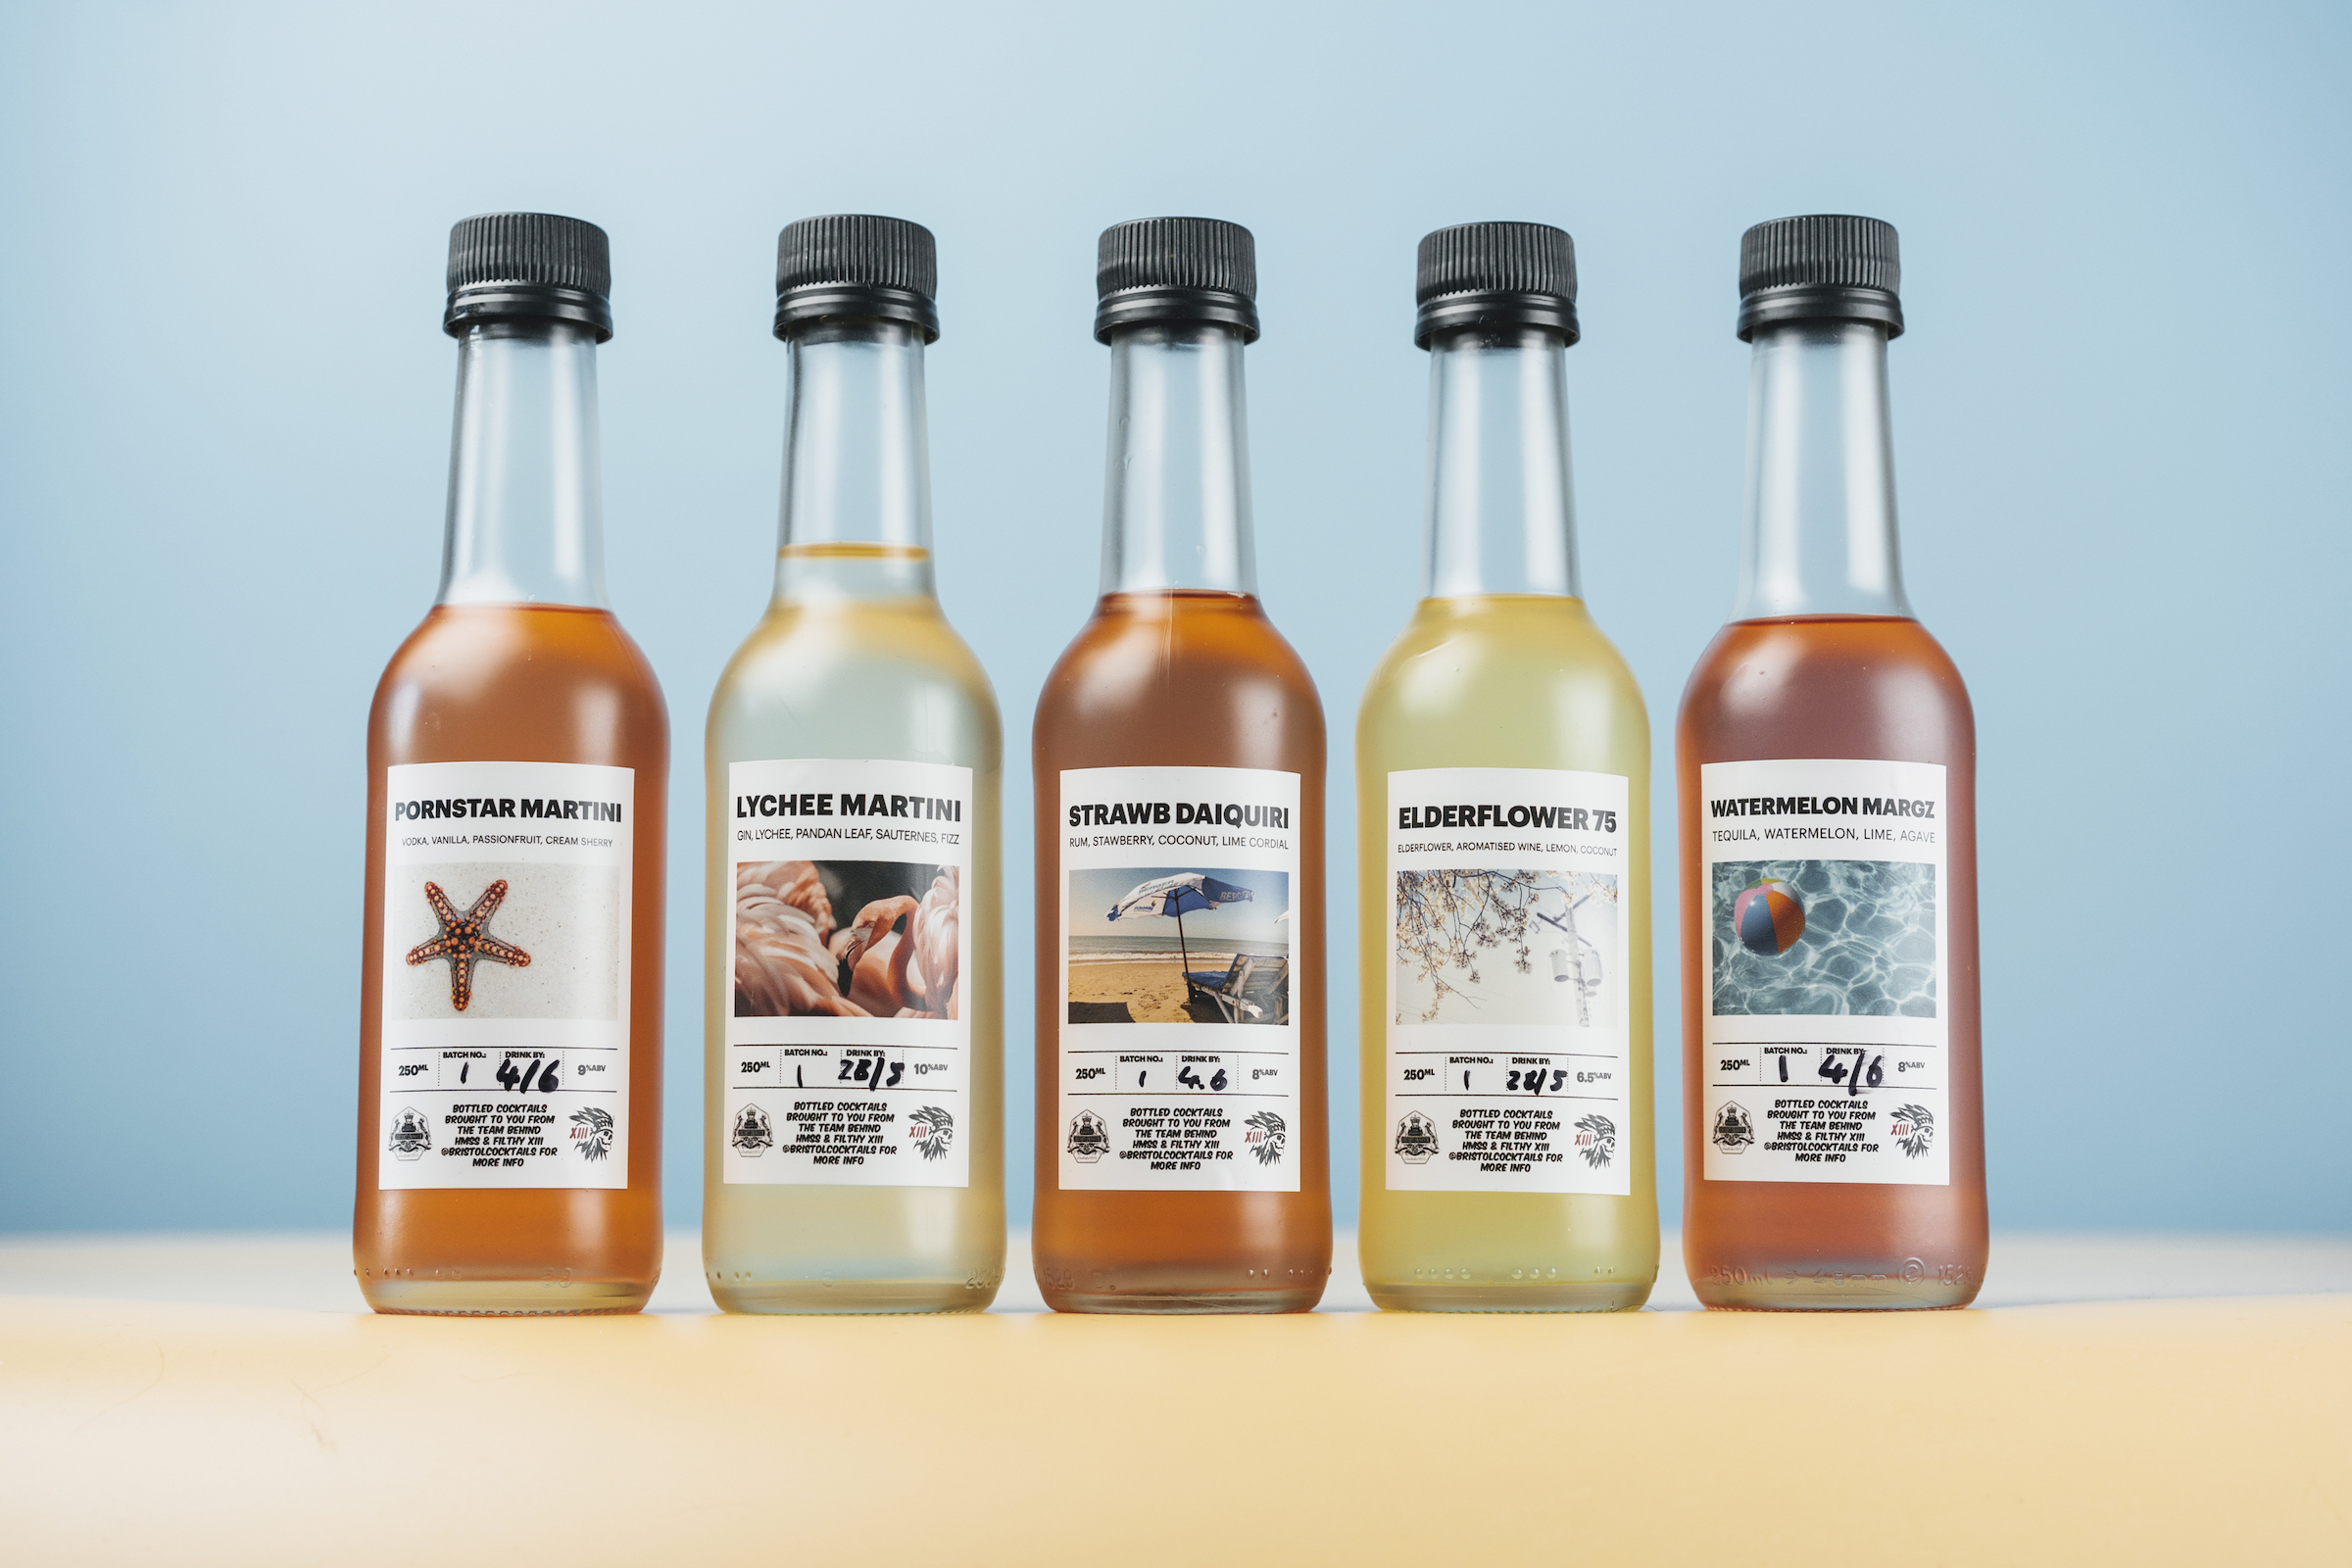 PORNSTAR MARTINI
VODKA, VANILLA, PASSIONFRUIT, CREAM SHERRY
250ML
BATCH NO.:
1
DRINK BY:
4/6
9%ABV
BOTTLED COCKTAILS
BROUGHT TO YOU FROM
THE TEAM BEHIND
HMSS & FILTHY XIII
@BRISTOLCOCKTAILS FOR
MORE INFO
XIII
LYCHEE MARTINI
GIN, LYCHEE, PANDAN LEAF, SAUTERNES, FIZZ
250ML
BATCH NO.:
1
DRINK BY:
28/5
10%ABV
BOTTLED COCKTAILS
BROUGHT TO YOU FROM
THE TEAM BEHIND
HMSS & FILTHY XIII
@BRISTOLCOCKTAILS FOR
MORE INFO
XIII
STRAWB DAIQUIRI
RUM, STAWBERRY, COCONUT, LIME CORDIAL
250ML
BATCH NO.:
1
DRINK BY:
4.6
8%ABV
BOTTLED COCKTAILS
BROUGHT TO YOU FROM
THE TEAM BEHIND
HMSS & FILTHY XIII
@BRISTOLCOCKTAILS FOR
MORE INFO
XIII
ELDERFLOWER 75
ELDERFLOWER, AROMATISED WINE, LEMON, COCONUT
250ML
BATCH NO.:
1
DRINK BY:
28/5
6.5%ABV
BOTTLED COCKTAILS
BROUGHT TO YOU FROM
THE TEAM BEHIND
HMSS & FILTHY XIII
@BRISTOLCOCKTAILS FOR
MORE INFO
XIII
WATERMELON MARGZ
TEQUILA, WATERMELON, LIME, AGAVE
250ML
BATCH NO.:
1
DRINK BY:
4/6
8%ABV
BOTTLED COCKTAILS
BROUGHT TO YOU FROM
THE TEAM BEHIND
HMSS & FILTHY XIII
@BRISTOLCOCKTAILS FOR
MORE INFO
XIII